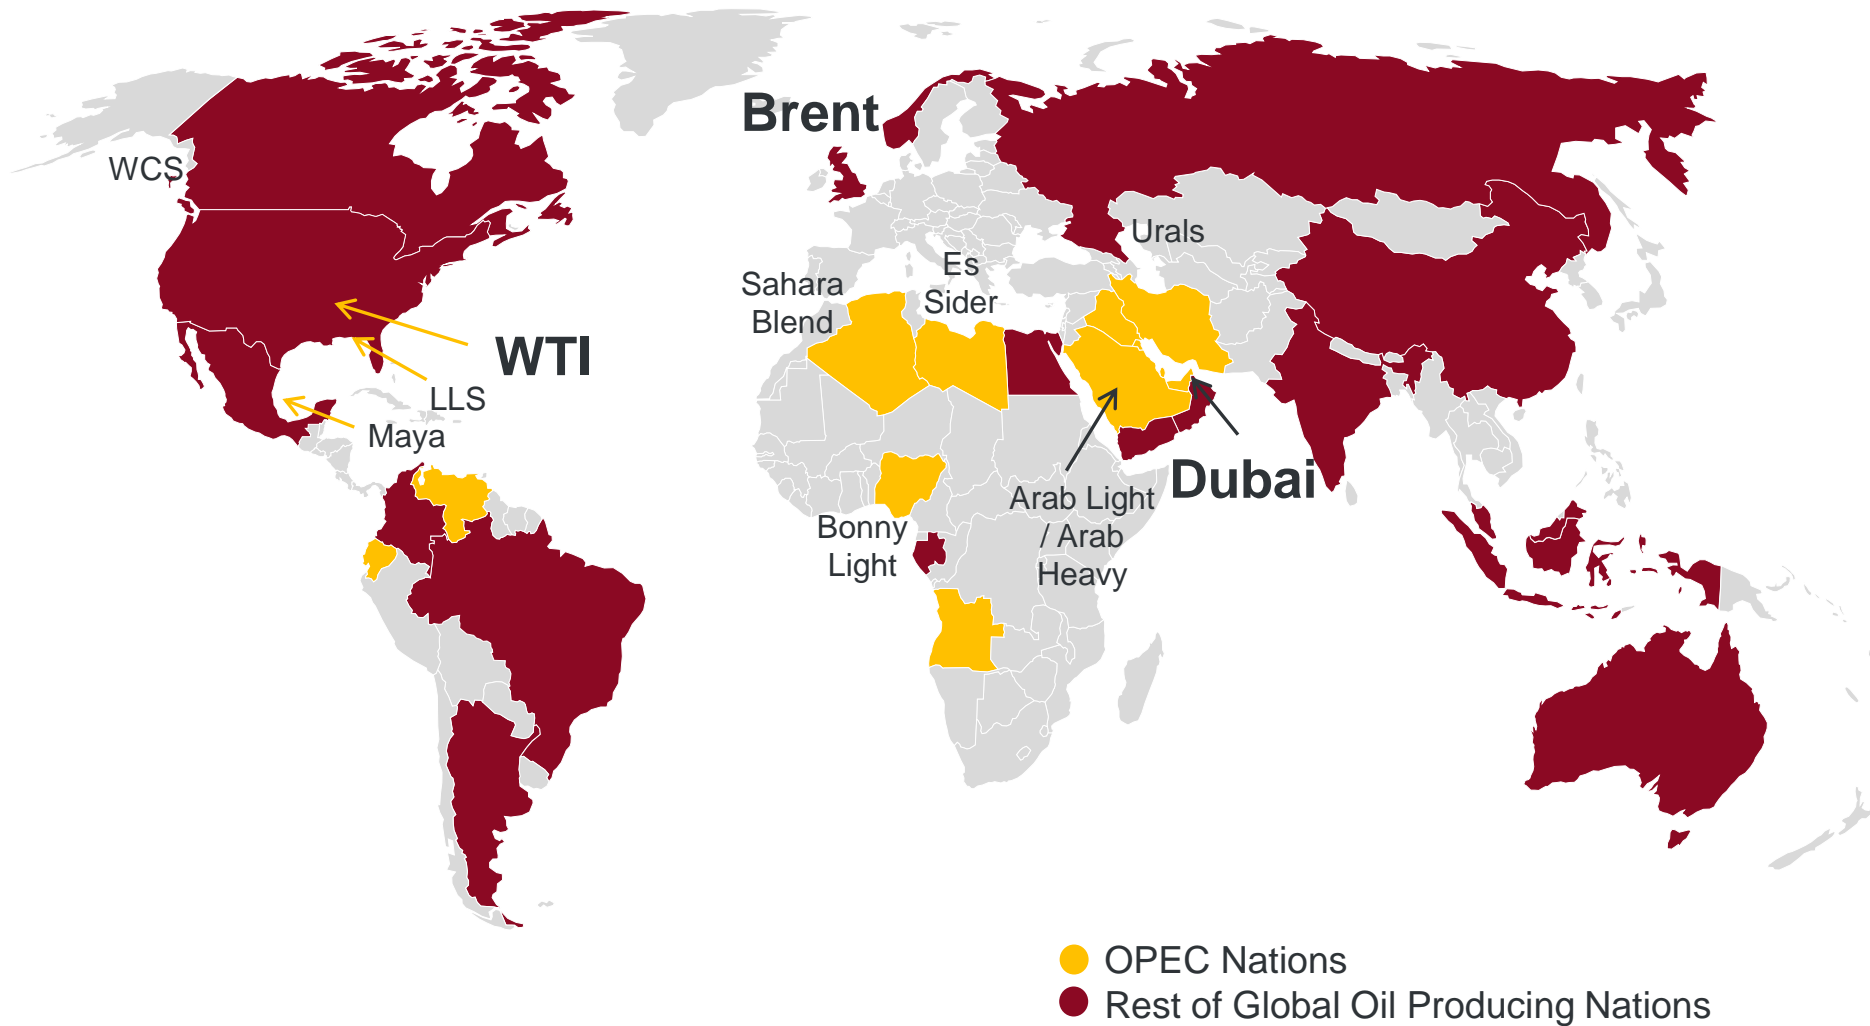 Brent
WCS
Urals
Es
Sider
Sahara
Blend
WTI
LLS
Maya
Dubai
Arab Light
/ Arab
Heavy
Bonny
Light
OPEC Nations
Rest of Global Oil Producing Nations